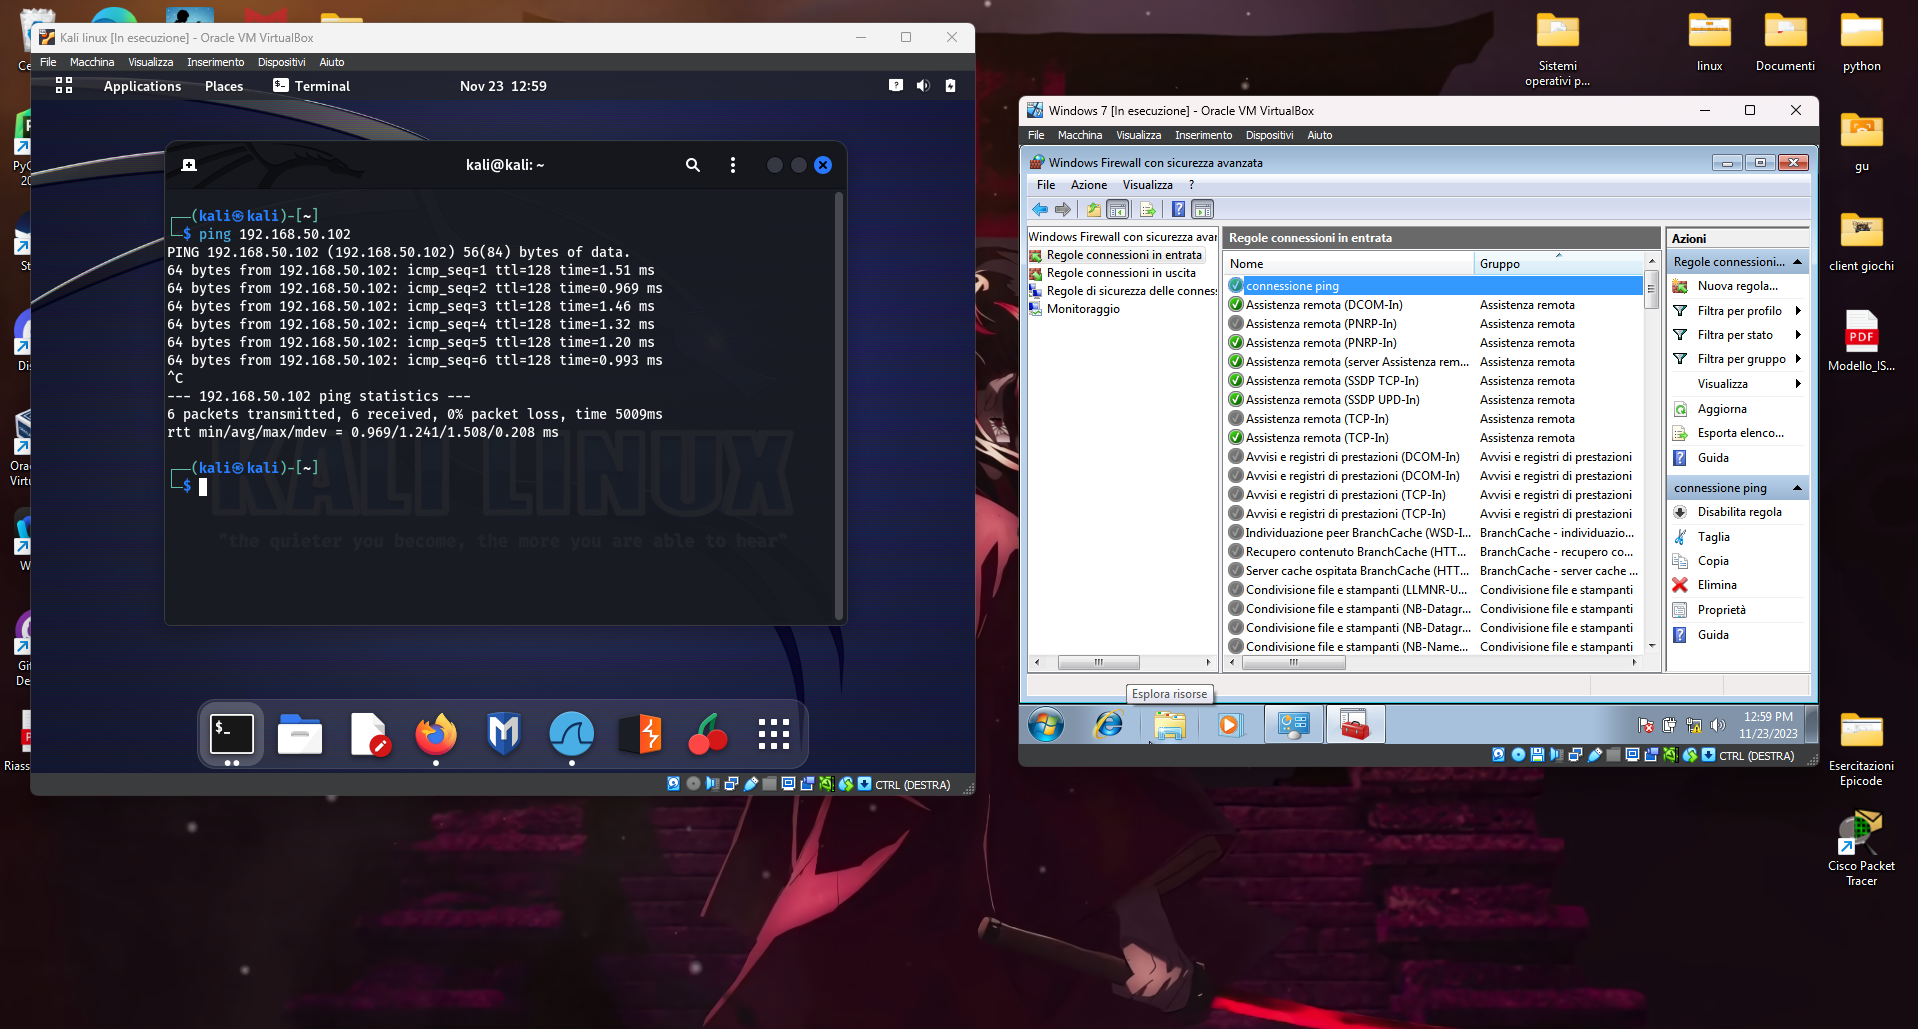 Kali linux [In esecuzione] - Oracle VM VirtualBox
File Macchina Visualizza Inserimento Dispositivi Aiuto
Applications Places Terminal Nov 23 12:59
kali@kali: ~
┌──(kali㉿kali)-[~]
└─$ ping 192.168.50.102
PING 192.168.50.102 (192.168.50.102) 56(84) bytes of data.
64 bytes from 192.168.50.102: icmp_seq=1 ttl=128 time=1.51 ms
64 bytes from 192.168.50.102: icmp_seq=2 ttl=128 time=0.969 ms
64 bytes from 192.168.50.102: icmp_seq=3 ttl=128 time=1.46 ms
64 bytes from 192.168.50.102: icmp_seq=4 ttl=128 time=1.32 ms
64 bytes from 192.168.50.102: icmp_seq=5 ttl=128 time=1.20 ms
64 bytes from 192.168.50.102: icmp_seq=6 ttl=128 time=0.993 ms
^C
--- 192.168.50.102 ping statistics ---
6 packets transmitted, 6 received, 0% packet loss, time 5009ms
rtt min/avg/max/mdev = 0.969/1.241/1.508/0.208 ms
┌──(kali㉿kali)-[~]
└─$
KALI LINUX
"the quieter you become, the more you are able to hear"
CTRL (DESTRA)
Windows 7 [In esecuzione] - Oracle VM VirtualBox
File Macchina Visualizza Inserimento Dispositivi Aiuto
Windows Firewall con sicurezza avanzata
File Azione Visualizza ?
Windows Firewall con sicurezza avan
Regole connessioni in entrata
Regole connessioni in uscita
Regole di sicurezza delle conness
Monitoraggio
Regole connessioni in entrata
Nome Gruppo
connessione ping
Assistenza remota (DCOM-In) Assistenza remota
Assistenza remota (PNRP-In) Assistenza remota
Assistenza remota (PNRP-In) Assistenza remota
Assistenza remota (server Assistenza rem... Assistenza remota
Assistenza remota (SSDP TCP-In) Assistenza remota
Assistenza remota (SSDP UPD-In) Assistenza remota
Assistenza remota (TCP-In) Assistenza remota
Assistenza remota (TCP-In) Assistenza remota
Avvisi e registri di prestazioni (DCOM-In) Avvisi e registri di prestazioni
Avvisi e registri di prestazioni (DCOM-In) Avvisi e registri di prestazioni
Avvisi e registri di prestazioni (TCP-In) Avvisi e registri di prestazioni
Avvisi e registri di prestazioni (TCP-In) Avvisi e registri di prestazioni
Individuazione peer BranchCache (WSD-I... BranchCache - individuazio...
Recupero contenuto BranchCache (HTT... BranchCache - recupero co...
Server cache ospitata BranchCache (HTT... BranchCache - server cache ...
Condivisione file e stampanti (LLMNR-U... Condivisione file e stampanti
Condivisione file e stampanti (NB-Datagr... Condivisione file e stampanti
Condivisione file e stampanti (NB-Datagr... Condivisione file e stampanti
Condivisione file e stampanti (NB-Name... Condivisione file e stampanti
Azioni
Regole connessioni...
Nuova regola...
Filtra per profilo
Filtra per stato
Filtra per gruppo
Visualizza
Aggiorna
Esporta elenco...
Guida
connessione ping
Disabilita regola
Taglia
Copia
Elimina
Proprietà
Guida
Esplora risorse
12:59 PM
11/23/2023
CTRL (DESTRA)
Sistemi
operativi p...
linux
Documenti
python
gu
client giochi
PDF
Modello_IS...
Esercitazioni
Epicode
Cisco Packet
Tracer
Ce
PyC
20
St
Dis
Orac
Virtu
W
Git
De
Riass